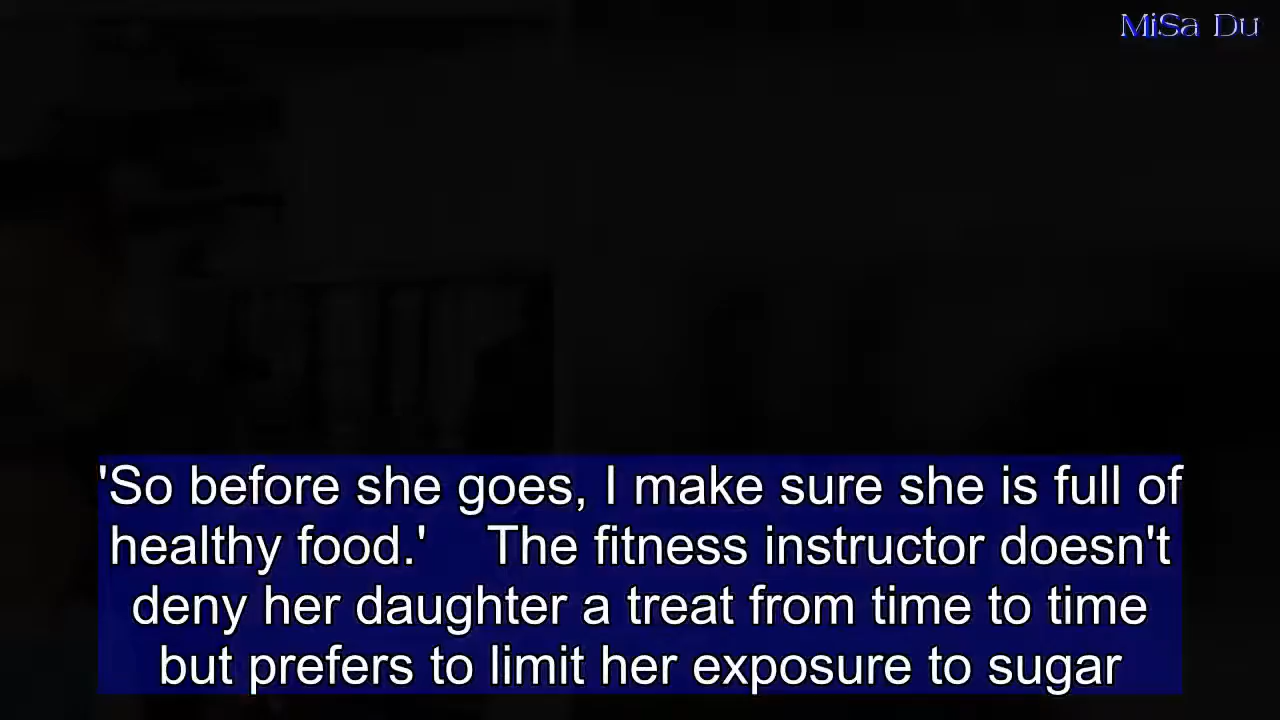 MiSa Du
'So before she goes, I make sure she is full of
healthy food.'    The fitness instructor doesn't
deny her daughter a treat from time to time
but prefers to limit her exposure to sugar